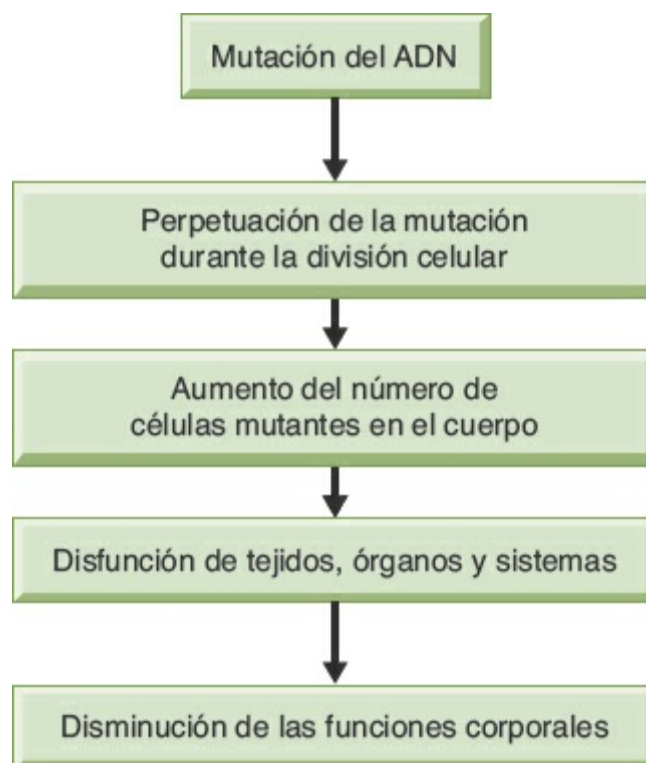 Mutación del ADN
Perpetuación de la mutación
durante la división celular
Aumento del número de
células mutantes en el cuerpo
Disfunción de tejidos, órganos y sistemas
Disminución de las funciones corporales